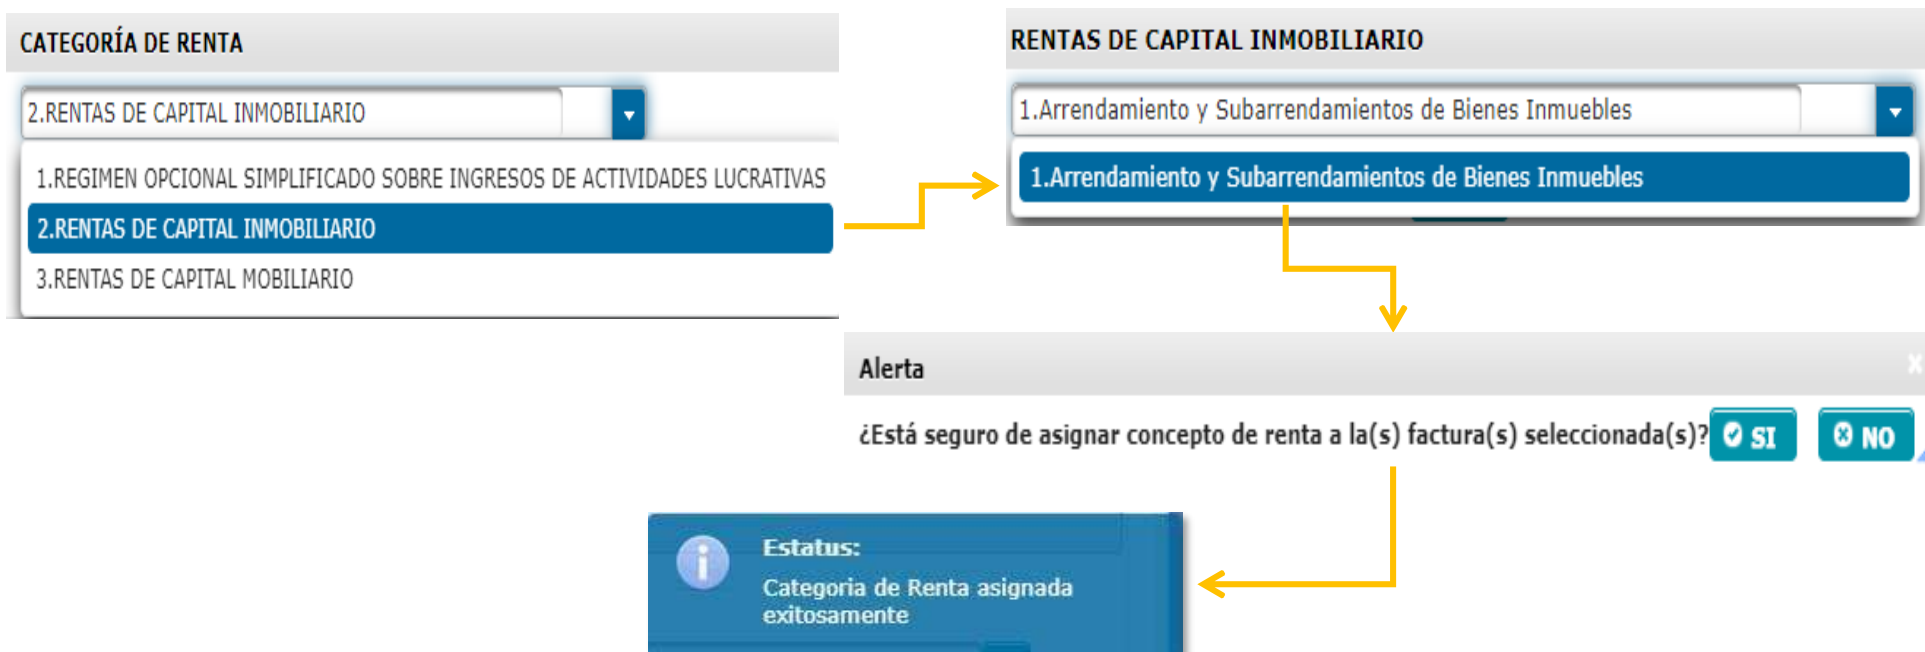 CATEGORÍA DE RENTA
2.RENTAS DE CAPITAL INMOBILIARIO
1.REGIMEN OPCIONAL SIMPLIFICADO SOBRE INGRESOS DE ACTIVIDADES LUCRATIVAS
2.RENTAS DE CAPITAL INMOBILIARIO
3.RENTAS DE CAPITAL MOBILIARIO
RENTAS DE CAPITAL INMOBILIARIO
1.Arrendamiento y Subarrendamientos de Bienes Inmuebles
1.Arrendamiento y Subarrendamientos de Bienes Inmuebles
Alerta
¿Está seguro de asignar concepto de renta a la(s) factura(s) seleccionada(s)? SI NO
Estatus:
Categoria de Renta asignada
exitosamente